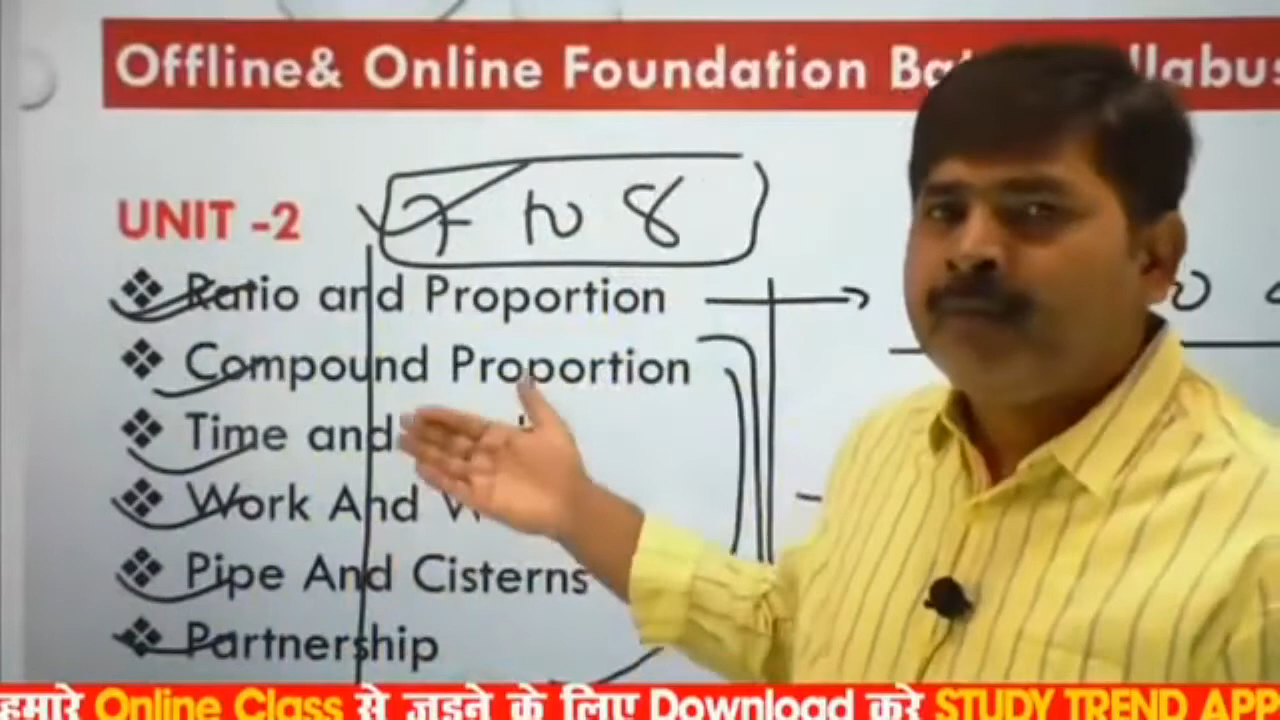 Offline& Online Foundation
UNIT -2
7 to 8
❖ Ratio and Proportion
❖ Compound Proportion
❖ Time and
❖ Work And
❖ Pipe And Cisterns
❖ Partnership
हमारे Online Class से जुड़ने के लिए Download करे STUDY TREND APP